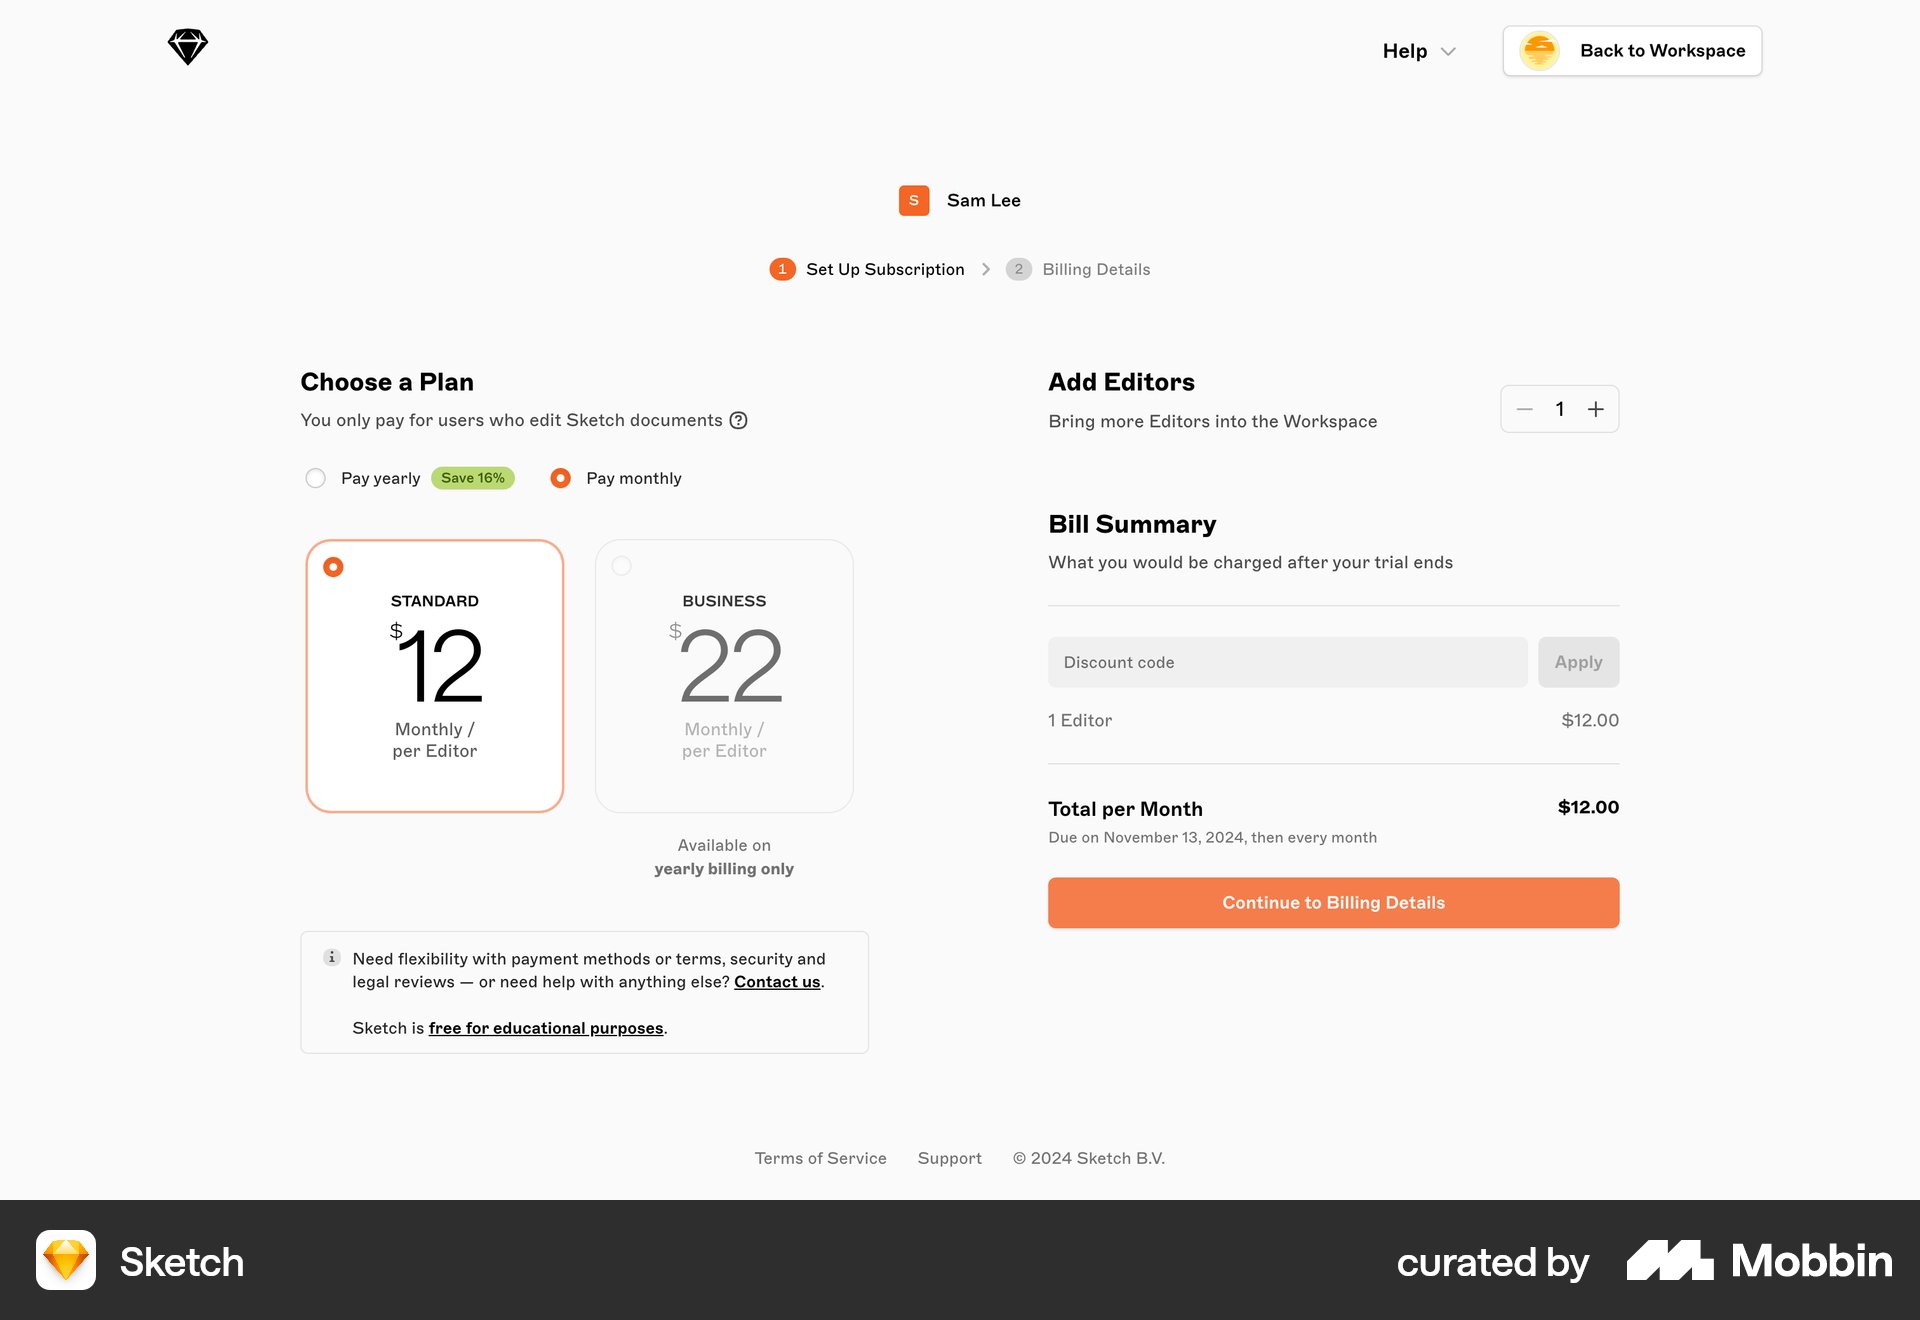 Help
Back to Workspace
S
Sam Lee
1 Set Up Subscription
2 Billing Details
Choose a Plan
You only pay for users who edit Sketch documents ?
Pay yearly Save 16% Pay monthly
STANDARD
$12
Monthly /
per Editor
BUSINESS
$22
Monthly /
per Editor
Available on
yearly billing only
i Need flexibility with payment methods or terms, security and
legal reviews — or need help with anything else? Contact us.
Sketch is free for educational purposes.
Add Editors
Bring more Editors into the Workspace
— 1 +
Bill Summary
What you would be charged after your trial ends
Discount code Apply
1 Editor $12.00
Total per Month $12.00
Due on November 13, 2024, then every month
Continue to Billing Details
Terms of Service Support © 2024 Sketch B.V.
Sketch
curated by Mobbin